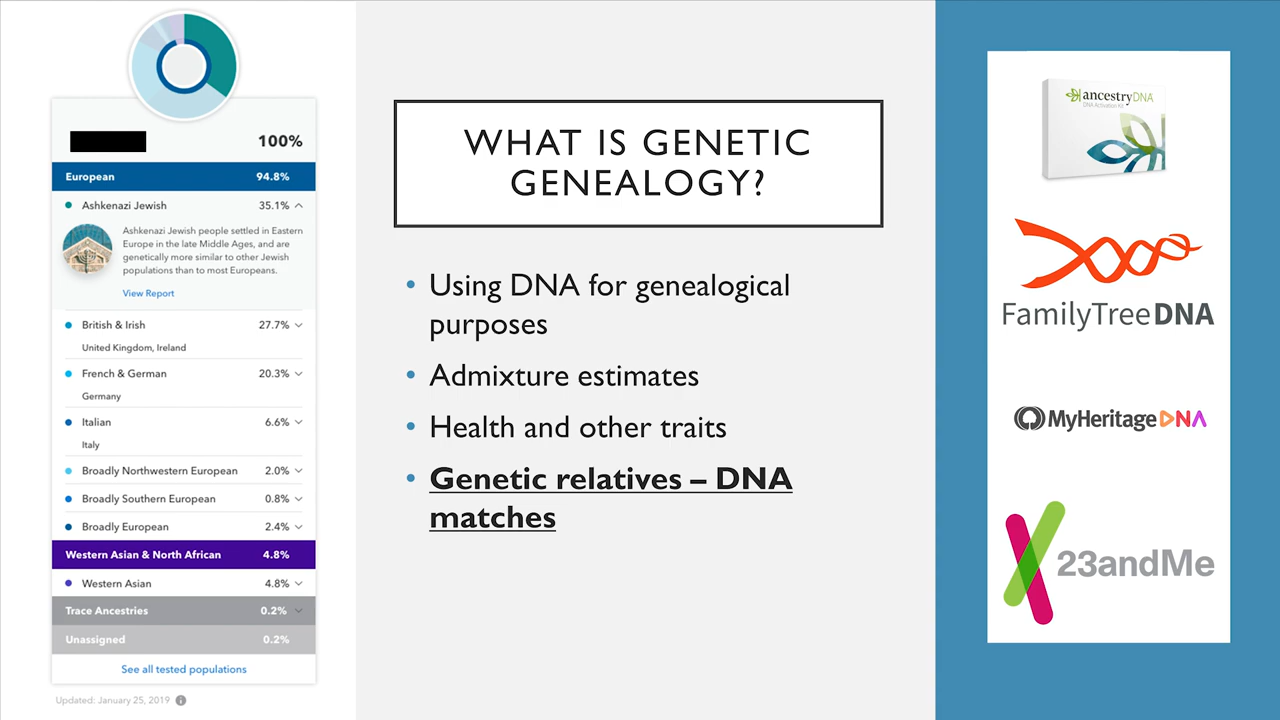 100%
European 94.8%
Ashkenazi Jewish 35.1%
Ashkenazi Jewish people settled in Eastern
Europe in the late Middle Ages, and are
genetically more similar to other Jewish
populations than to most Europeans.
View Report
British & Irish 27.7%
United Kingdom, Ireland
French & German 20.3%
Germany
Italian 6.6%
Italy
Broadly Northwestern European 2.0%
Broadly Southern European 0.8%
Broadly European 2.4%
Western Asian & North African 4.8%
Western Asian 4.8%
Trace Ancestries 0.2%
Unassigned 0.2%
See all tested populations
Updated: January 25, 2019
WHAT IS GENETIC
GENEALOGY?
• Using DNA for genealogical
purposes
• Admixture estimates
• Health and other traits
• Genetic relatives – DNA
matches
ancestryDNA
DNA Activation Kit
FamilyTreeDNA
MyHeritage DNA
23andMe